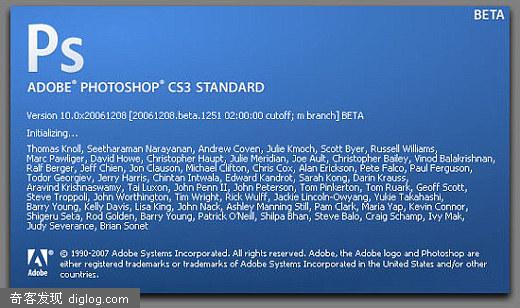 BETA
Ps
ADOBE® PHOTOSHOP® CS3 STANDARD
Version 10.0x20061208 [20061208.beta.1251 02:00:00 cutoff; m branch] BETA
Initializing...
Thomas Knoll, Seetharaman Narayanan, Andrew Coven, Julie Kmoch, Scott Byer, Russell Williams,
Marc Pawliger, David Howe, Christopher Haupt, Julie Meridian, Joe Ault, Christopher Bailey, Vinod Balakrishnan,
Ralf Berger, Jeff Chien, Jon Clauson, Michael Clifton, Chris Cox, Alan Erickson, Pete Falco, Paul Ferguson,
Todor Georgiev, Jerry Harris, Chintan Intwala, Edward Kandrot, Sarah Kong, Darin Krauss,
Aravind Krishnaswamy, Tai Luxon, John Penn II, John Peterson, Tom Pinkerton, Tom Ruark, Geoff Scott,
Steve Troppoli, John Worthington, Tim Wright, Rick Wulff, Jackie Lincoln-Owyang, Yukie Takahashi,
Barry Young, Kelly Davis, Lisa King, John Nack, Ashley Manning Still, Pam Clark, Maria Yap, Kevin Connor,
Shigeru Seta, Rod Golden, Barry Young, Patrick O'Neill, Shilpa Bhan, Steve Balo, Craig Schamp, Ivy Mak,
Judy Severance, Brian Sonet
Adobe
© 1990-2007 Adobe Systems Incorporated. All rights reserved. Adobe, the Adobe logo and Photoshop are
either registered trademarks or trademarks of Adobe Systems Incorporated in the United States and/or other
countries.
奇客发现 diglog.com